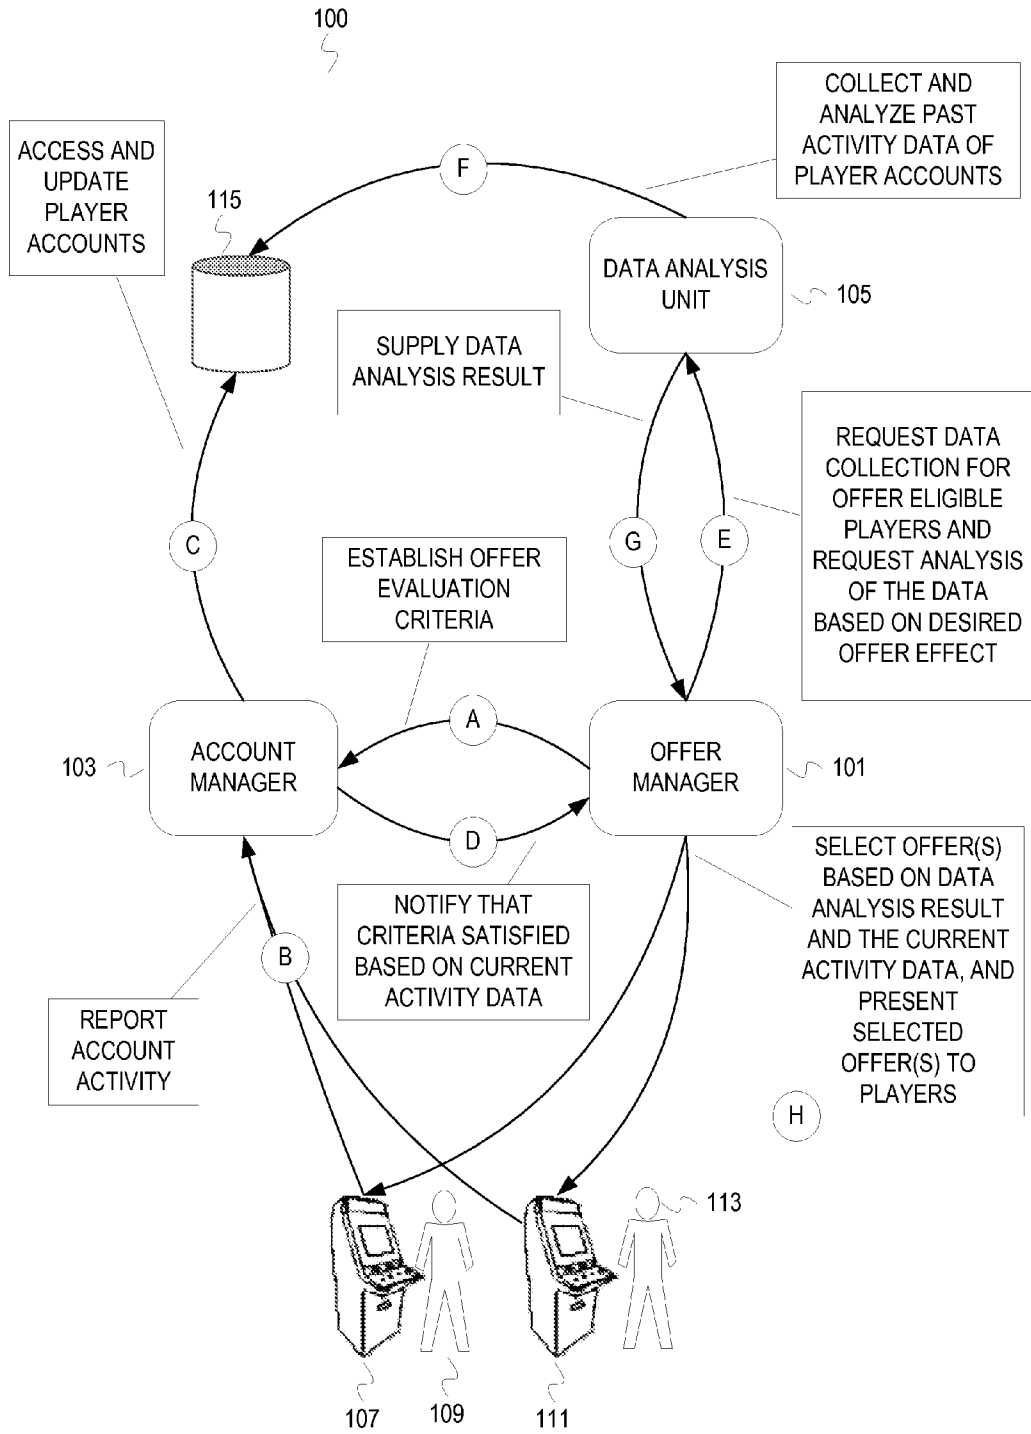 100
COLLECT AND
ANALYZE PAST
ACTIVITY DATA OF
PLAYER ACCOUNTS
ACCESS AND
UPDATE
PLAYER
ACCOUNTS
F
115
DATA ANALYSIS
UNIT
105
SUPPLY DATA
ANALYSIS RESULT
REQUEST DATA
COLLECTION FOR
OFFER ELIGIBLE
PLAYERS AND
REQUEST ANALYSIS
OF THE DATA
BASED ON DESIRED
OFFER EFFECT
C
G
E
ESTABLISH OFFER
EVALUATION
CRITERIA
A
103
ACCOUNT
MANAGER
OFFER
MANAGER
101
D
SELECT OFFER(S)
BASED ON DATA
ANALYSIS RESULT
AND THE CURRENT
ACTIVITY DATA, AND
PRESENT
SELECTED
OFFER(S) TO
PLAYERS
NOTIFY THAT
CRITERIA SATISFIED
BASED ON CURRENT
ACTIVITY DATA
B
REPORT
ACCOUNT
ACTIVITY
H
113
107
109
111